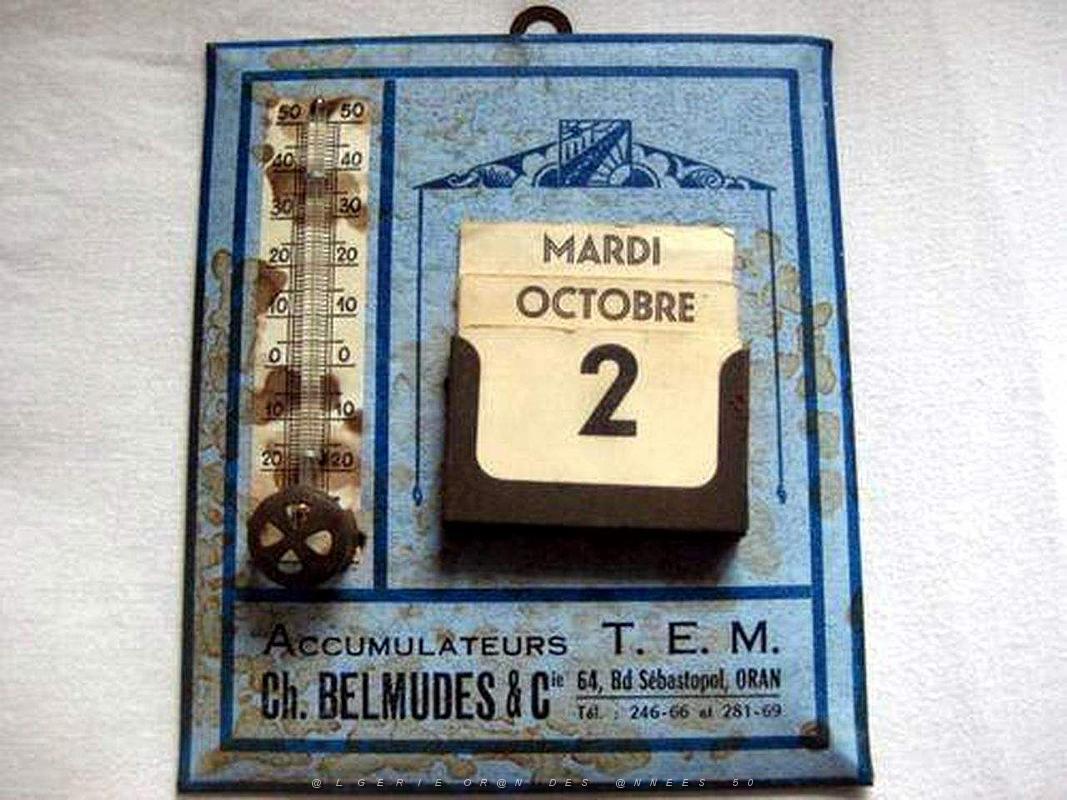 50 50
40 40
30 30
20 20
10 10
0 0
10 10
20 20
MARDI
OCTOBRE
2
ACCUMULATEURS T. E. M.
Ch. BELMUDES & Cie 64, Bd Sébastopol, ORAN
Tél. : 246-66 et 281-69
@LGERIE OR@N DES @NNEES 50